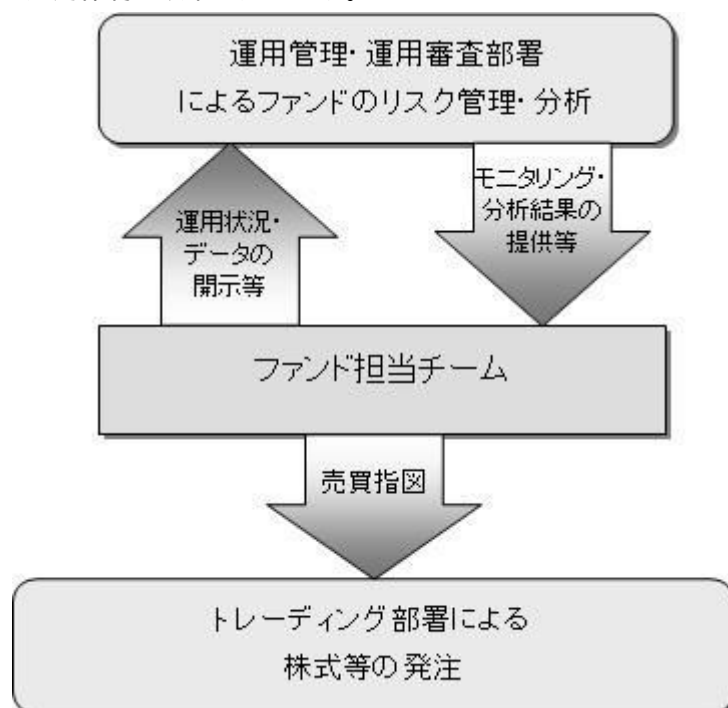 運用管理・運用審査部署
によるファンドのリスク管理・分析
運用状況・
データの
開示等
モニタリング・
分析結果の
提供等
ファンド担当チーム
売買指図
トレーディング部署による
株式等の発注